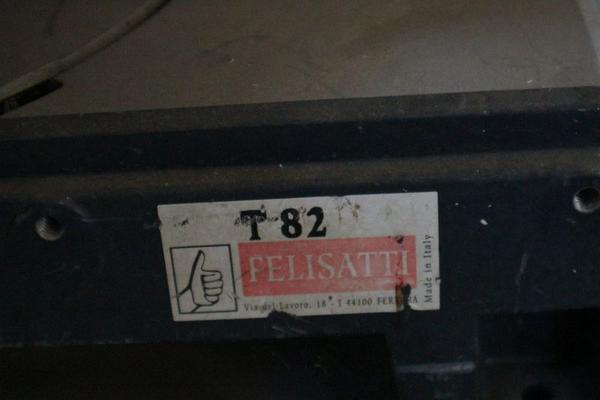 T 82
FELISATTI
Via del Lavoro, 18 - I 44100 FERRARA
Made in Italy